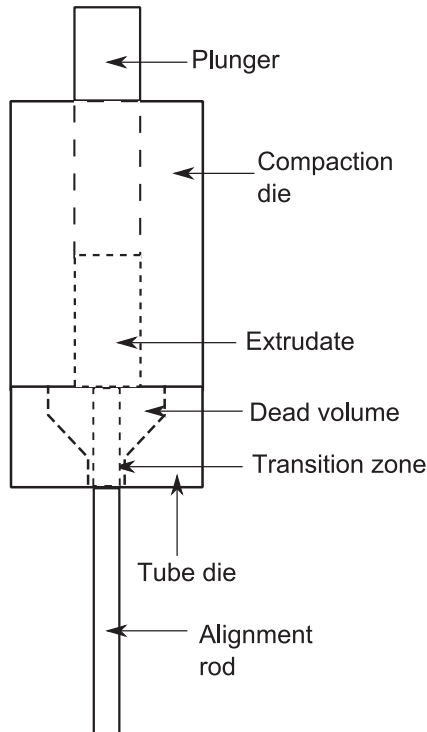 Plunger
Compaction
die
Extrudate
Dead volume
Transition zone
Tube die
Alignment
rod